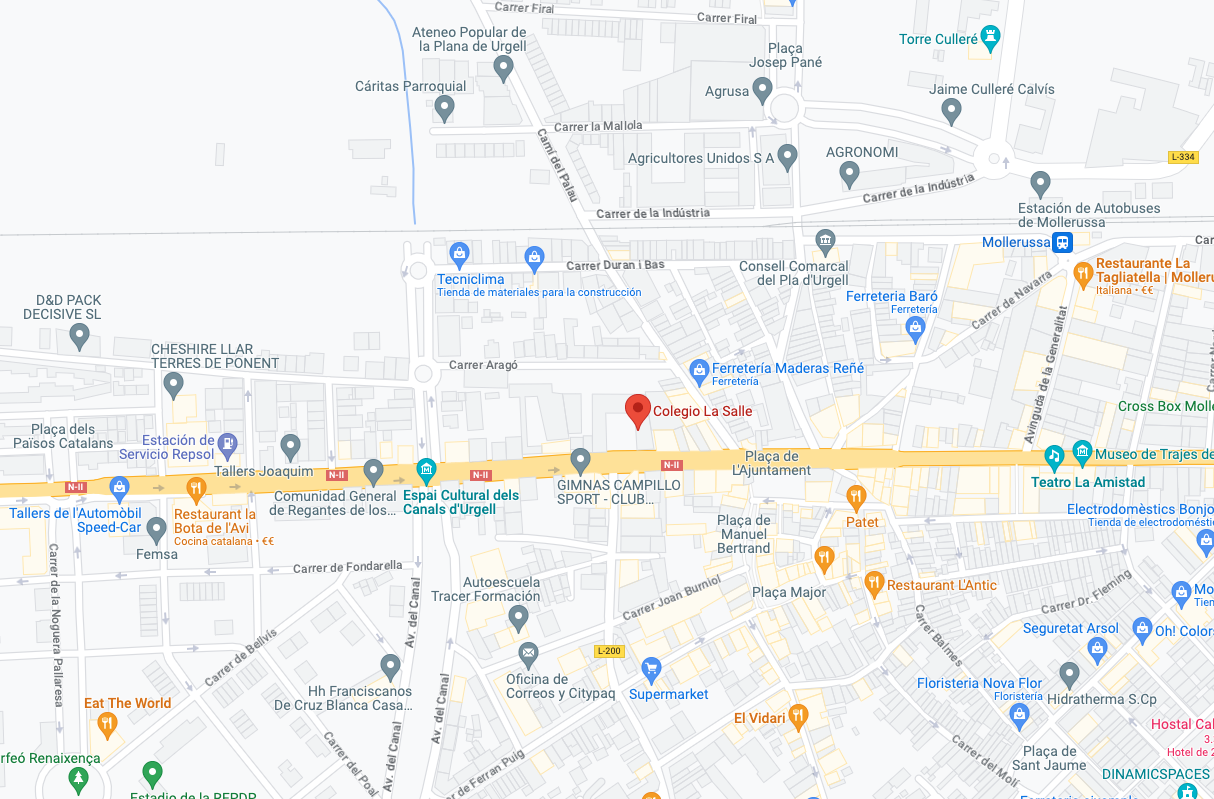 Carrer Firal
Carrer Firal
Ateneo Popular de
la Plana de Urgell
Torre Culleré
Plaça
Josep Pané
Cáritas Parroquial
Agrusa
Jaime Culleré Calvís
Carrer la Mallola
Camí del Palau
Agricultores Unidos S A
AGRONOMI
L-334
Carrer de la Indústria
Carrer de la Indústria
Estación de Autobuses
de Mollerussa
Mollerussa
Carrer Duran i Bas
Consell Comarcal
del Pla d'Urgell
Restaurante La
Tagliatella | Molleru
Italiana • €€
Tecniclima
Tienda de materiales para la construcción
Carrer de Navarra
D&D PACK
DECISIVE SL
Ferreteria Baró
Ferretería
Avinguda de la Generalitat
CHESHIRE LLAR
TERRES DE PONENT
Carrer Aragó
Ferretería Maderas Reñé
Ferretería
Colegio La Salle
Cross Box Molle
Plaça dels
Països Catalans
Estación de
Servicio Repsol
Tallers Joaquim
Plaça de
L'Ajuntament
Museo de Trajes de
N-II
N-II
N-II
N-II
Teatro La Amistad
GIMNAS CAMPILLO
SPORT - CLUB...
Comunidad General
de Regantes de los...
Espai Cultural dels
Canals d'Urgell
Tallers de l'Automòbil
Speed-Car
Restaurant la
Bota de l'Avi
Cocina catalana • €€
Femsa
Patet
Plaça de
Manuel
Bertrand
Electrodomèstics Bonjo
Tienda de electrodomésti
Carrer de la Noguera Pallaresa
Carrer de Fondarella
Autoescuela
Tracer Formación
Carrer Joan Burniol
Plaça Major
Restaurant L'Antic
Carrer Dr. Fleming
Av. del Canal
Carrer Balmes
Seguretat Arsol
Oh! Colors
Carrer de Bellvís
L-200
Oficina de
Correos y Citypaq
Supermarket
Hh Franciscanos
De Cruz Blanca Casa...
Floristeria Nova Flor
Floristería
Hidratherma S.Cp
Eat The World
El Vidari
Av. del Canal
Av. del Canal
Carrer del Poal
Carrer del Molí
Plaça de
Sant Jaume
Hostal Cal
3.
Hotel de 2
rfeó Renaixença
DINAMICSPACES